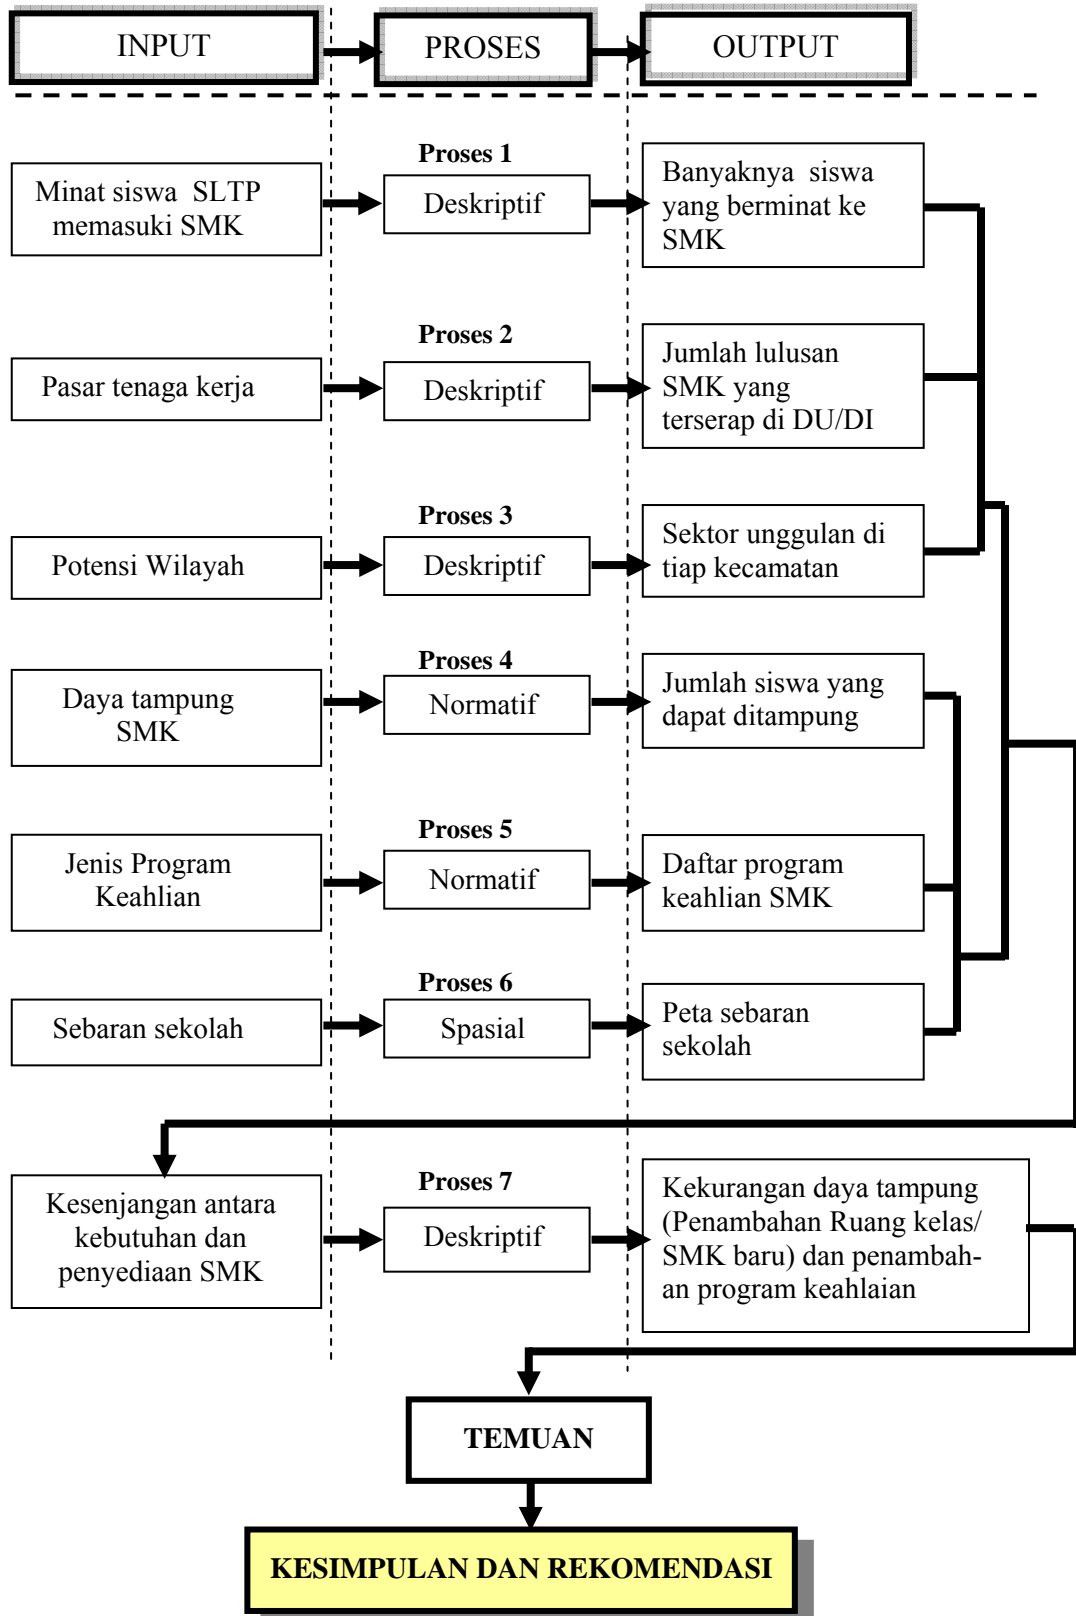 INPUT
PROSES
OUTPUT
Minat siswa SLTP
memasuki SMK
Proses 1
Deskriptif
Banyaknya siswa
yang berminat ke
SMK
Pasar tenaga kerja
Proses 2
Deskriptif
Jumlah lulusan
SMK yang
terserap di DU/DI
Potensi Wilayah
Proses 3
Deskriptif
Sektor unggulan di
tiap kecamatan
Daya tampung
SMK
Proses 4
Normatif
Jumlah siswa yang
dapat ditampung
Jenis Program
Keahlian
Proses 5
Normatif
Daftar program
keahlian SMK
Sebaran sekolah
Proses 6
Spasial
Peta sebaran
sekolah
Kesenjangan antara
kebutuhan dan
penyediaan SMK
Proses 7
Deskriptif
Kekurangan daya tampung
(Penambahan Ruang kelas/
SMK baru) dan penambah-
an program keahlaian
TEMUAN
KESIMPULAN DAN REKOMENDASI